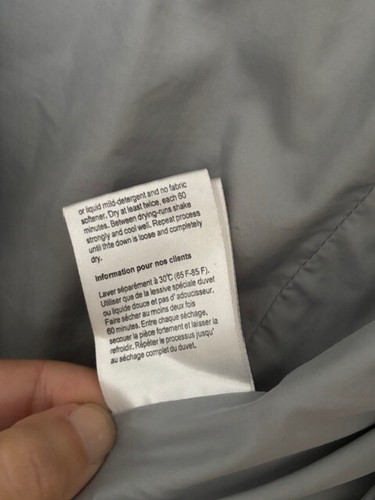 or liquid mild-detergent and no fabric
softener. Dry at least twice, each 60
minutes. Between drying-runs shake
strongly and cool well. Repeat process
until thte down is loose and completely
dry.
Information pour nos clients
Laver séparément à 30°C (65 F-85 F).
Utiliser que de la lessive spéciale duvet
ou liquide douce et pas d' adoucisseur.
Faire sécher au moins deux fois
60 minutes. Entre chaque séchage,
secouer la pièce fortement et laisser la
refroidir. Répéter le processus jusqu'
au séchage complet du duvet.